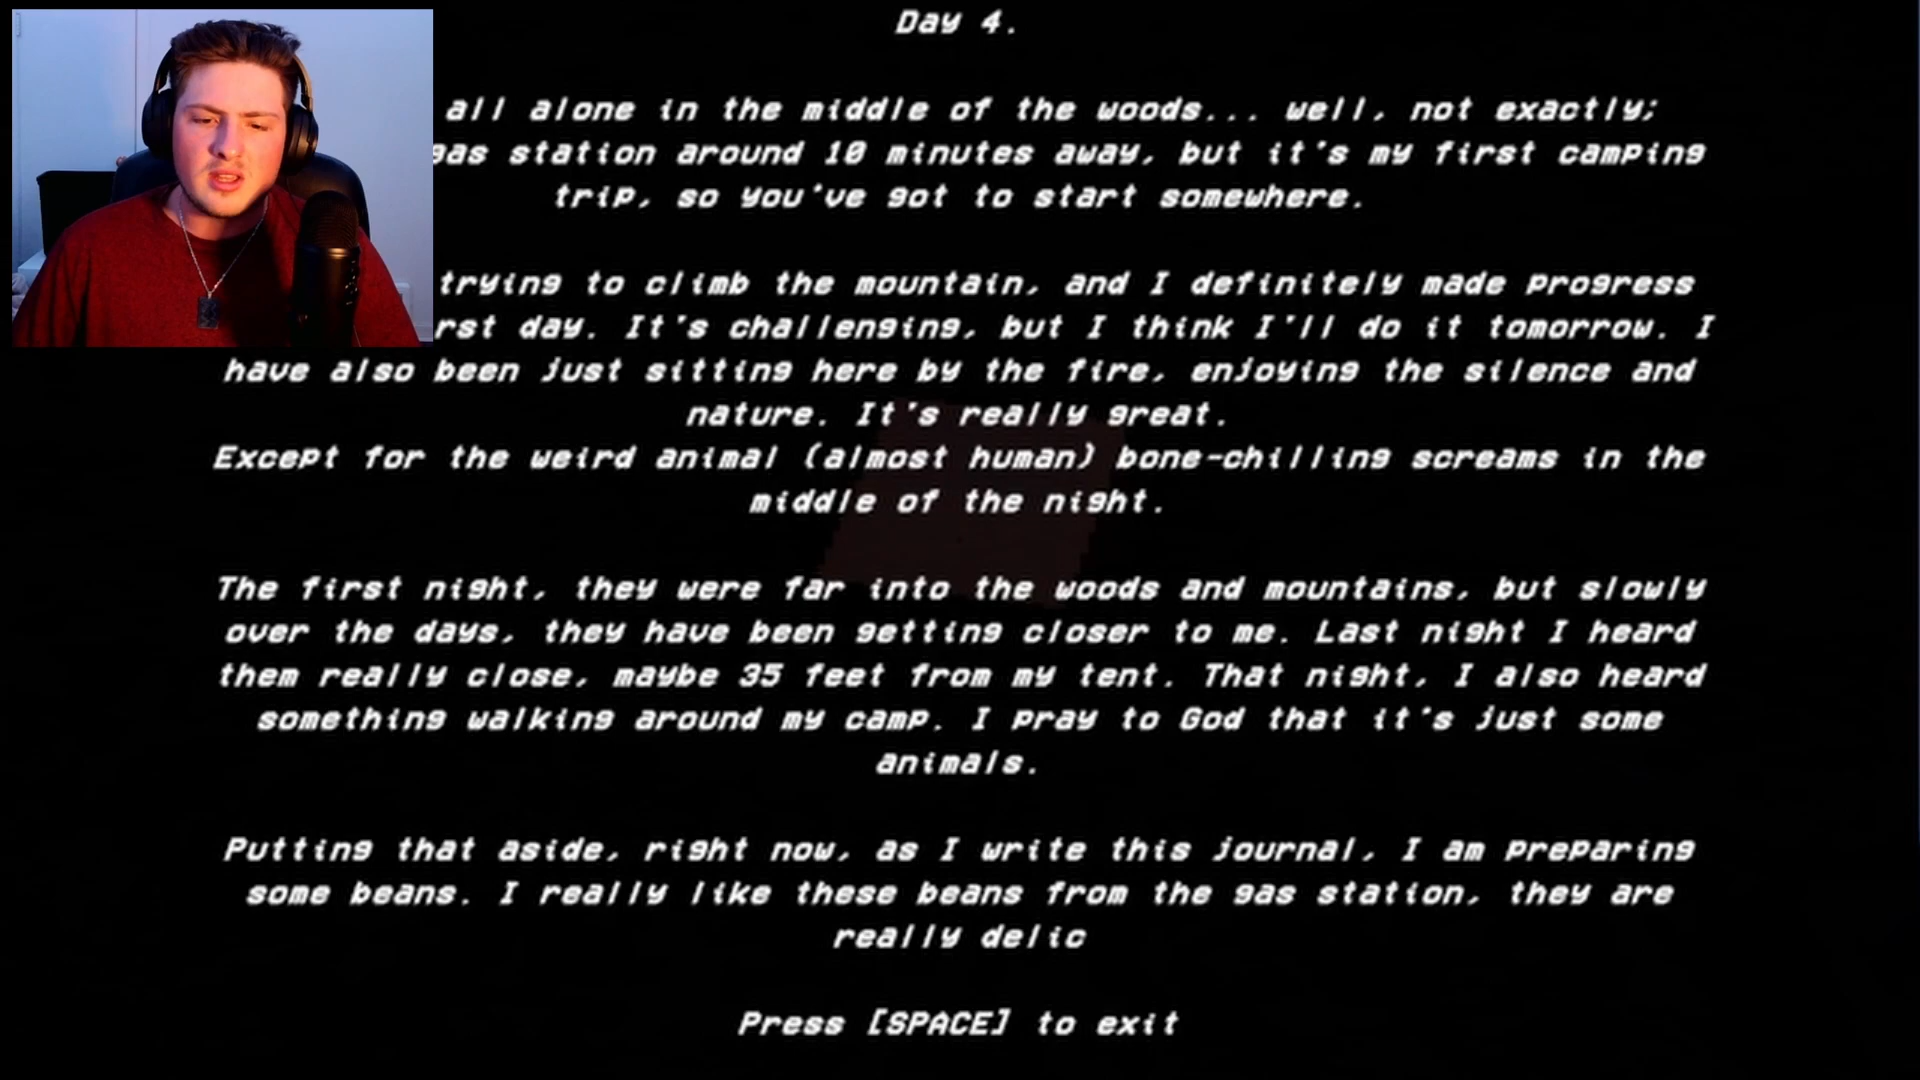 Day 4.
all alone in the middle of the woods... well, not exactly;
gas station around 10 minutes away, but it's my first camping
trip, so you've got to start somewhere.
trying to climb the mountain, and I definitely made progress
rst day. It's challenging, but I think I'll do it tomorrow. I
have also been just sitting here by the fire, enjoying the silence and
nature. It's really great.
Except for the weird animal (almost human) bone-chilling screams in the
middle of the night.
The first night, they were far into the woods and mountains, but slowly
over the days, they have been getting closer to me. Last night I heard
them really close, maybe 35 feet from my tent. That night, I also heard
something walking around my camp. I pray to God that it's just some
animals.
Putting that aside, right now, as I write this journal, I am preparing
some beans. I really like these beans from the gas station, they are
really delic
Press [SPACE] to exit